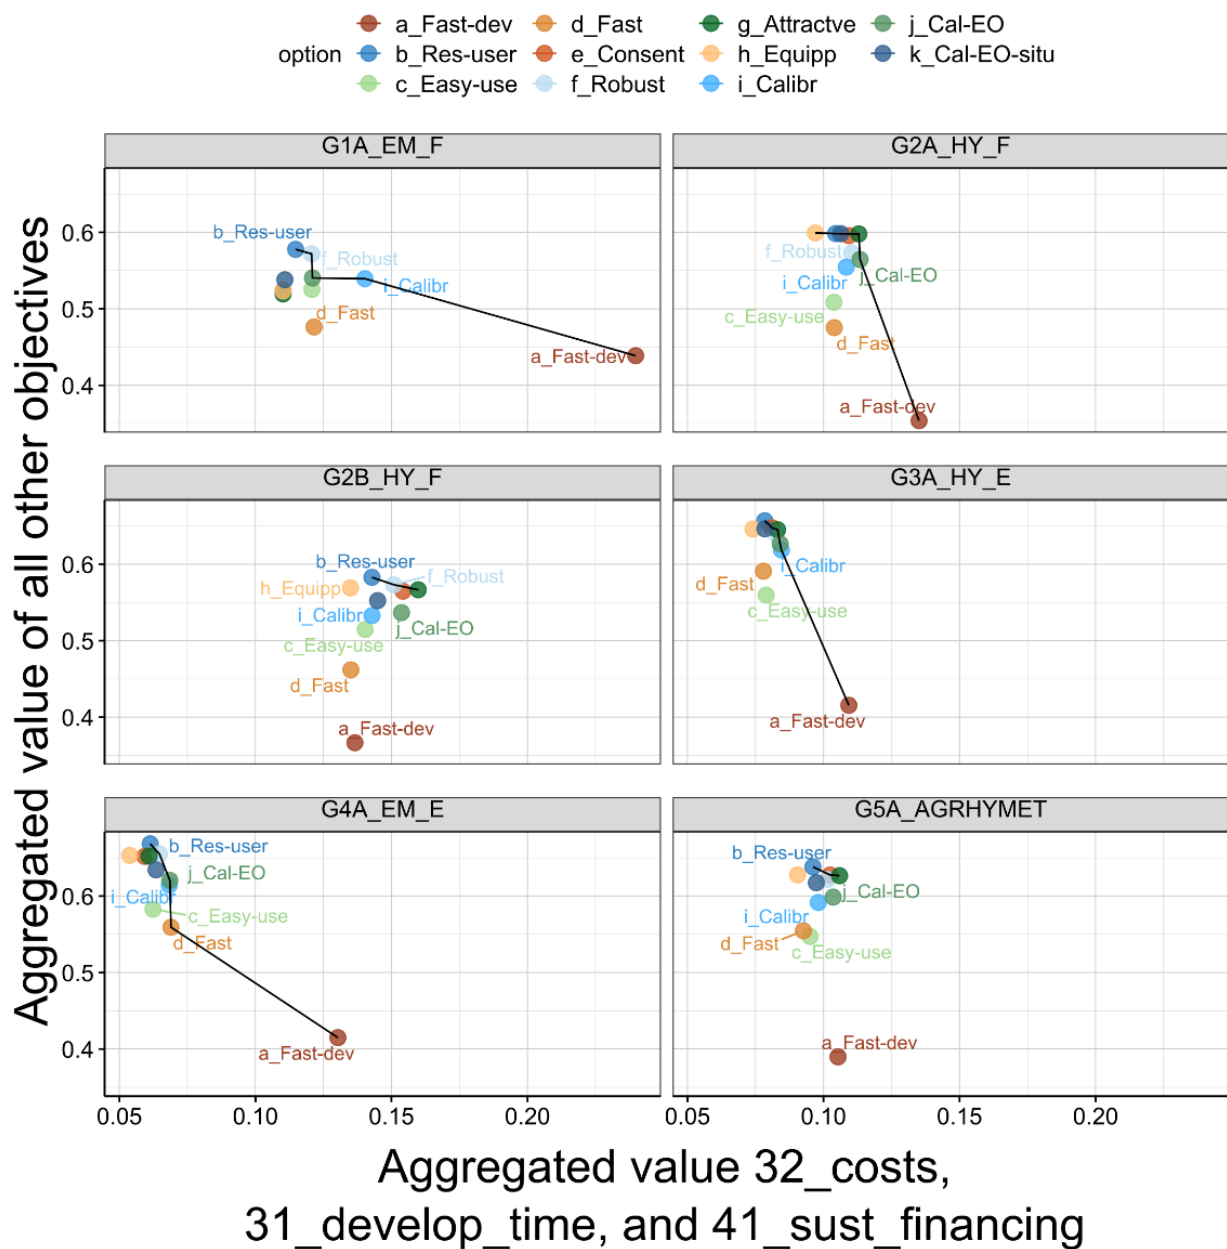 option
a_Fast-dev d_Fast g_Attractve j_Cal-EO
b_Res-user e_Consent h_Equipp k_Cal-EO-situ
c_Easy-use f_Robust i_Calibr
Aggregated value of all other objectives
G1A_EM_F
0.6
0.5
0.4
b_Res-user
f_Robust
i_Calibr
d_Fast
a_Fast-dev
G2A_HY_F
f_Robust
j_Cal-EO
i_Calibr
c_Easy-use
d_Fast
a_Fast-dev
G2B_HY_F
0.6
0.5
0.4
b_Res-user
f_Robust
h_Equipp
i_Calibr
j_Cal-EO
c_Easy-use
d_Fast
a_Fast-dev
G3A_HY_E
i_Calibr
d_Fast
c_Easy-use
a_Fast-dev
G4A_EM_E
0.6
0.5
0.4
b_Res-user
j_Cal-EO
i_Calibr
c_Easy-use
d_Fast
a_Fast-dev
0.05 0.10 0.15 0.20
G5A_AGRHYMET
b_Res-user
j_Cal-EO
i_Calibr
d_Fast
c_Easy-use
a_Fast-dev
0.05 0.10 0.15 0.20
Aggregated value 32_costs,
31_develop_time, and 41_sust_financing